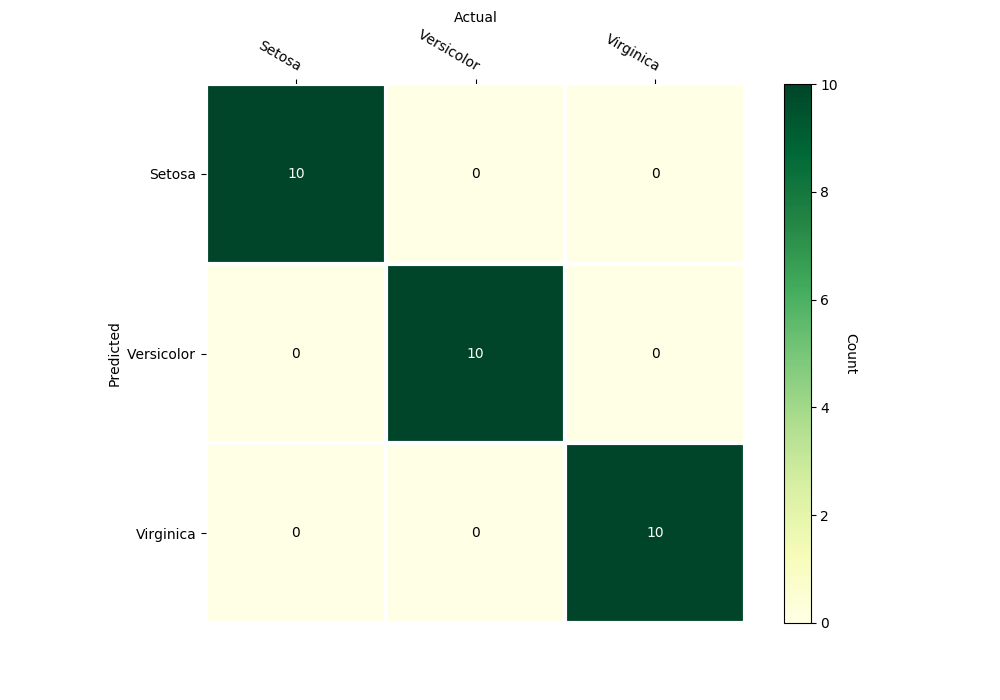 Actual
Setosa Versicolor Virginica
Setosa 10 0 0
Predicted
Versicolor 0 10 0
Virginica 0 0 10
10
8
6
4
2
0
Count